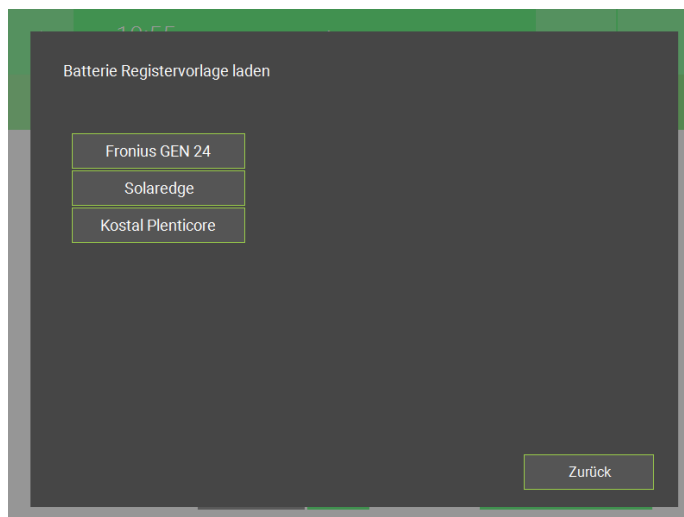 Batterie Registervorlage laden
Fronius GEN 24
Solaredge
Kostal Plenticore
Zurück